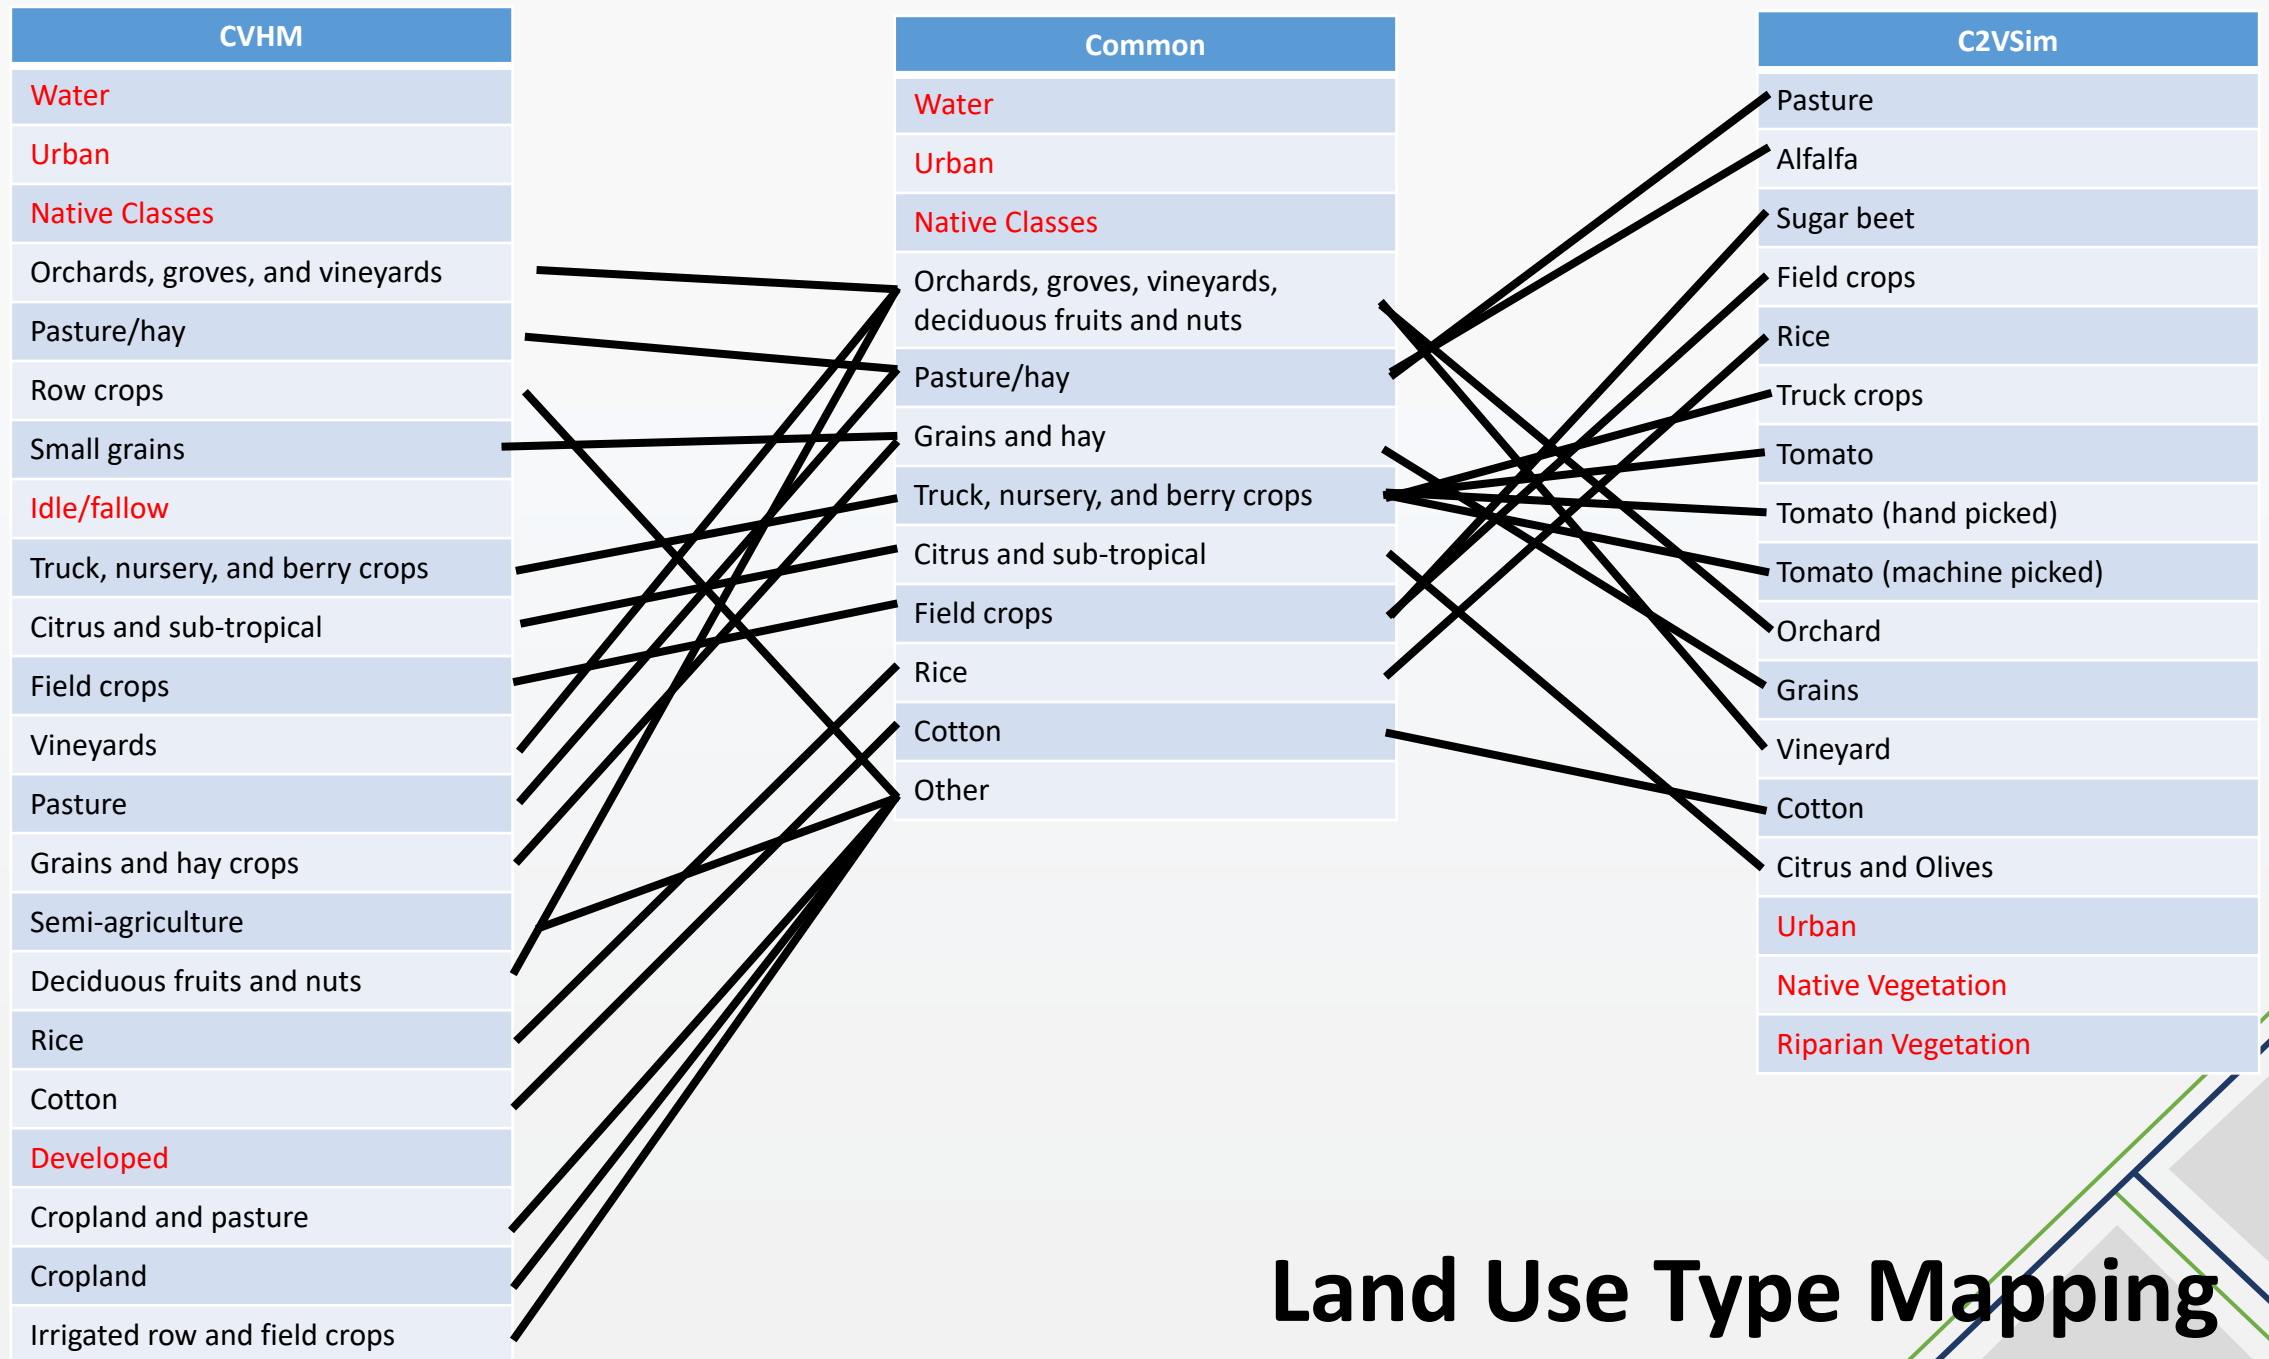 CVHM
Water
Urban
Native Classes
Orchards, groves, and vineyards
Pasture/hay
Row crops
Small grains
Idle/fallow
Truck, nursery, and berry crops
Citrus and sub-tropical
Field crops
Vineyards
Pasture
Grains and hay crops
Semi-agriculture
Deciduous fruits and nuts
Rice
Cotton
Developed
Cropland and pasture
Cropland
Irrigated row and field crops
Common
Water
Urban
Native Classes
Orchards, groves, vineyards,
deciduous fruits and nuts
Pasture/hay
Grains and hay
Truck, nursery, and berry crops
Citrus and sub-tropical
Field crops
Rice
Cotton
Other
C2VSim
Pasture
Alfalfa
Sugar beet
Field crops
Rice
Truck crops
Tomato
Tomato (hand picked)
Tomato (machine picked)
Orchard
Grains
Vineyard
Cotton
Citrus and Olives
Urban
Native Vegetation
Riparian Vegetation
Land Use Type Mapping